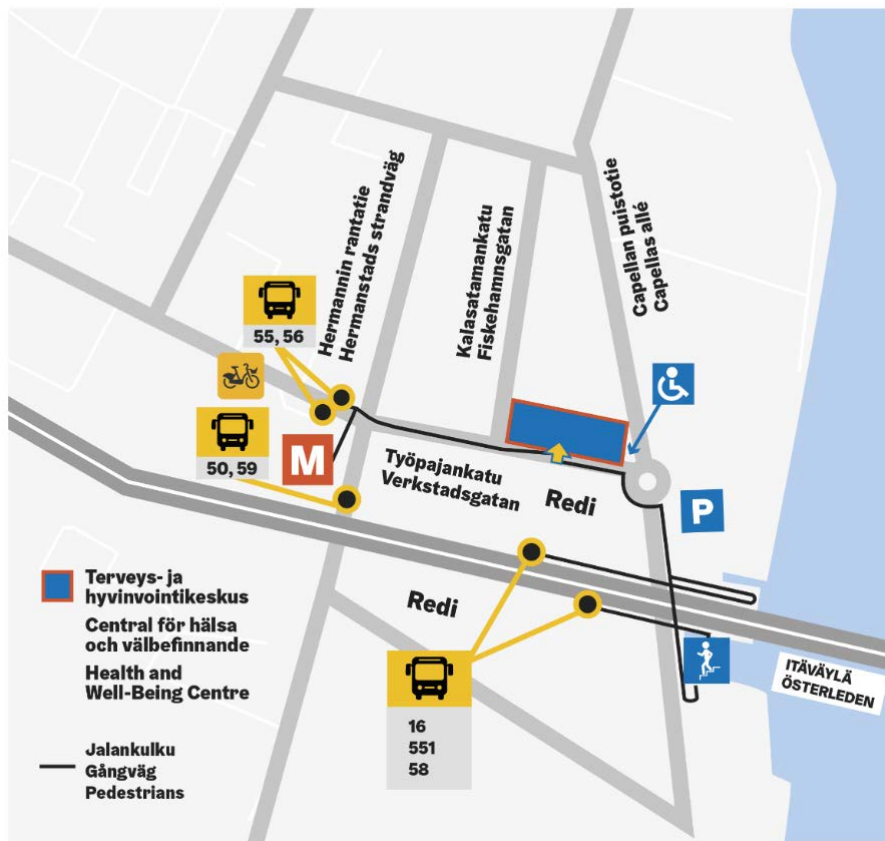 Hermannin rantatie
Hermanstads strandväg
Kalasatamankatu
Fiskehamnsgatan
Capellan puistotie
Capellas allé
55, 56
50, 59
M
Työpajankatu
Verkstadsgatan
Redi
P
Redi
Terveys- ja
hyvinvointikeskus
Central för hälsa
och välbefinnande
Health and
Well-Being Centre
ITÄVÄYLÄ
ÖSTERLEDEN
16
551
58
Jalankulku
Gångväg
Pedestrians